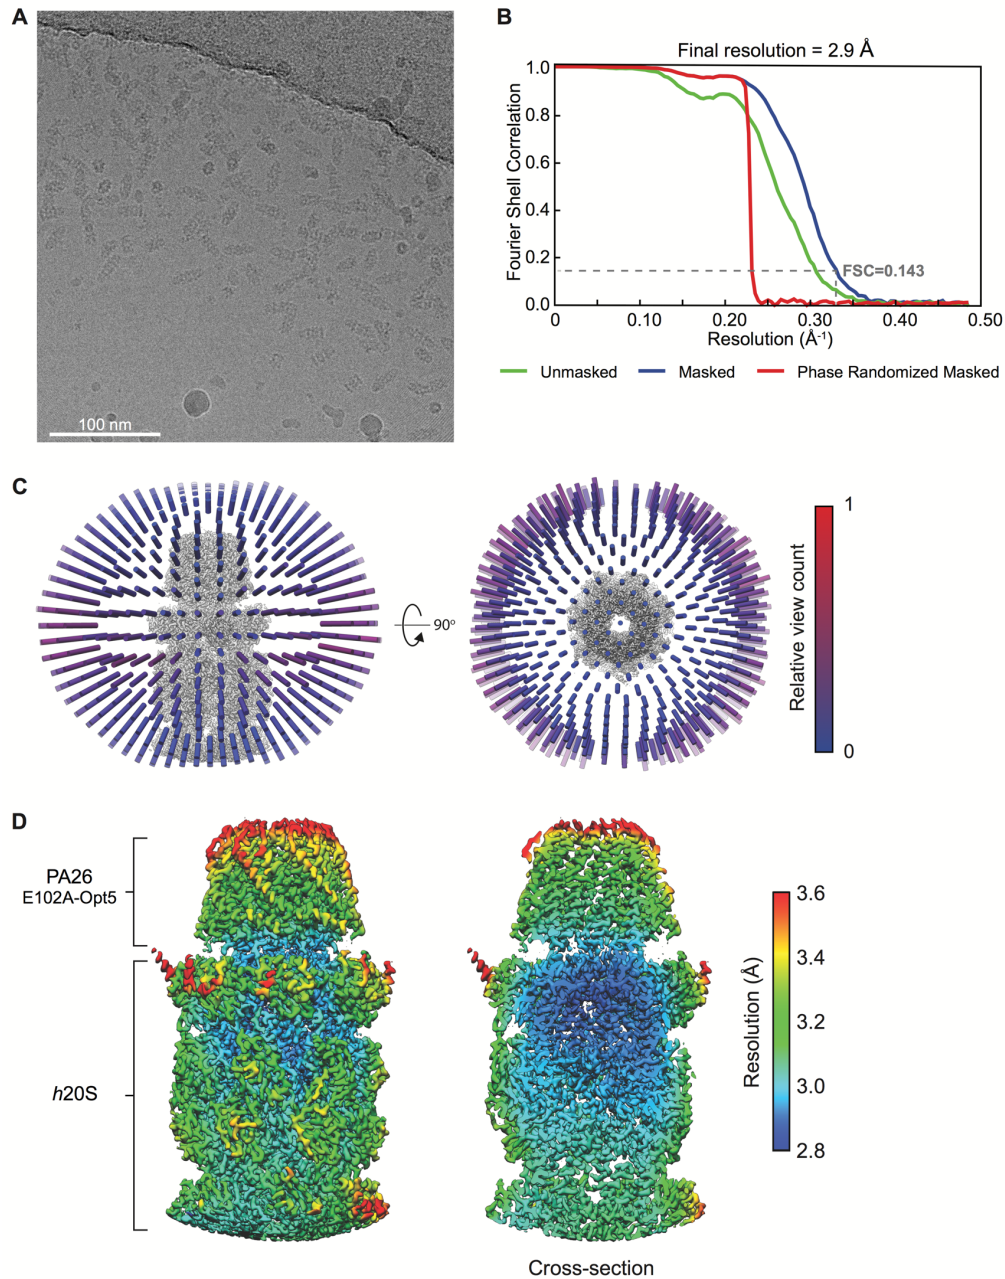 A
100 nm
B
Final resolution = 2.9 Å
Fourier Shell Correlation
1.0
0.8
0.6
0.4
0.2
0.0
FSC=0.143
0
0.10
0.20
0.30
0.40
0.50
Resolution (Å-1)
Unmasked
Masked
Phase Randomized Masked
C
90o
Relative view count
1
0
D
PA26
E102A-Opt5
h20S
Cross-section
Resolution (Å)
3.6
3.4
3.2
3.0
2.8